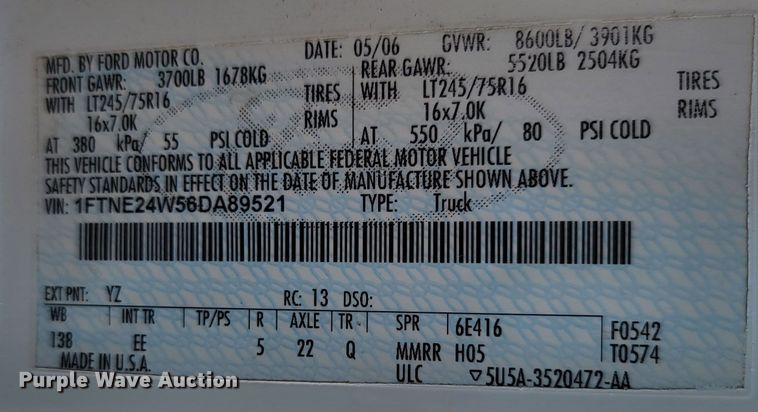 MFD. BY FORD MOTOR CO. DATE: 05/06 GVWR: 8600LB/ 3901KG
FRONT GAWR: 3700LB 1678KG REAR GAWR: 5520LB 2504KG
WITH LT245/75R16 TIRES WITH LT245/75R16 TIRES
16x7.0K RIMS 16x7.0K RIMS
AT 380 kPa/ 55 PSI COLD AT 550 kPa/ 80 PSI COLD
THIS VEHICLE CONFORMS TO ALL APPLICABLE FEDERAL MOTOR VEHICLE
SAFETY STANDARDS IN EFFECT ON THE DATE OF MANUFACTURE SHOWN ABOVE.
VIN: 1FTNE24W56DA89521 TYPE: Truck
EXT PNT: YZ RC: 13 DSO:
WB INT TR TP/PS R AXLE TR SPR 6E416 F0542
138 EE 5 22 Q MMRR H05 T0574
MADE IN U.S.A. ULC ▽5U5A-3520472-AA
Purple Wave Auction